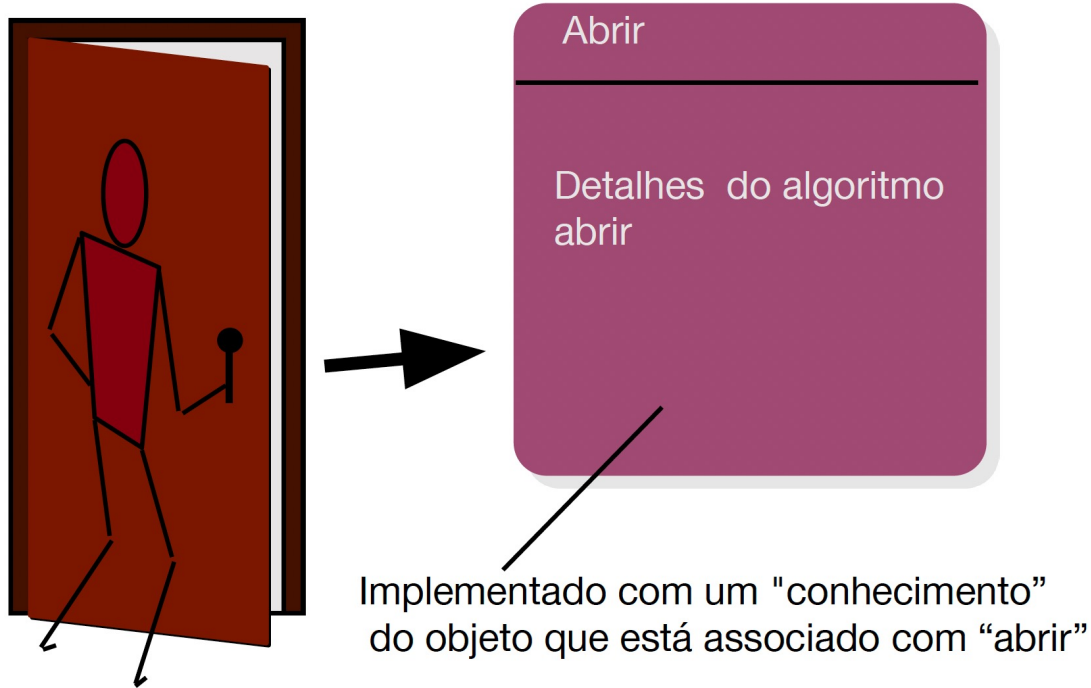 Abrir
Detalhes do algoritmo
abrir
Implementado com um "conhecimento”
do objeto que está associado com “abrir”